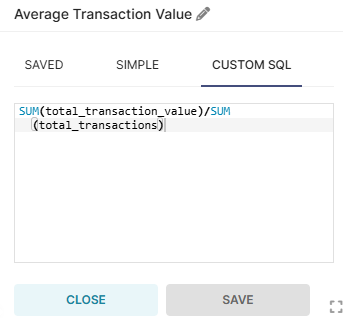 Average Transaction Value
SAVED SIMPLE CUSTOM SQL
SUM(total_transaction_value)/SUM
(total_transactions)
CLOSE SAVE